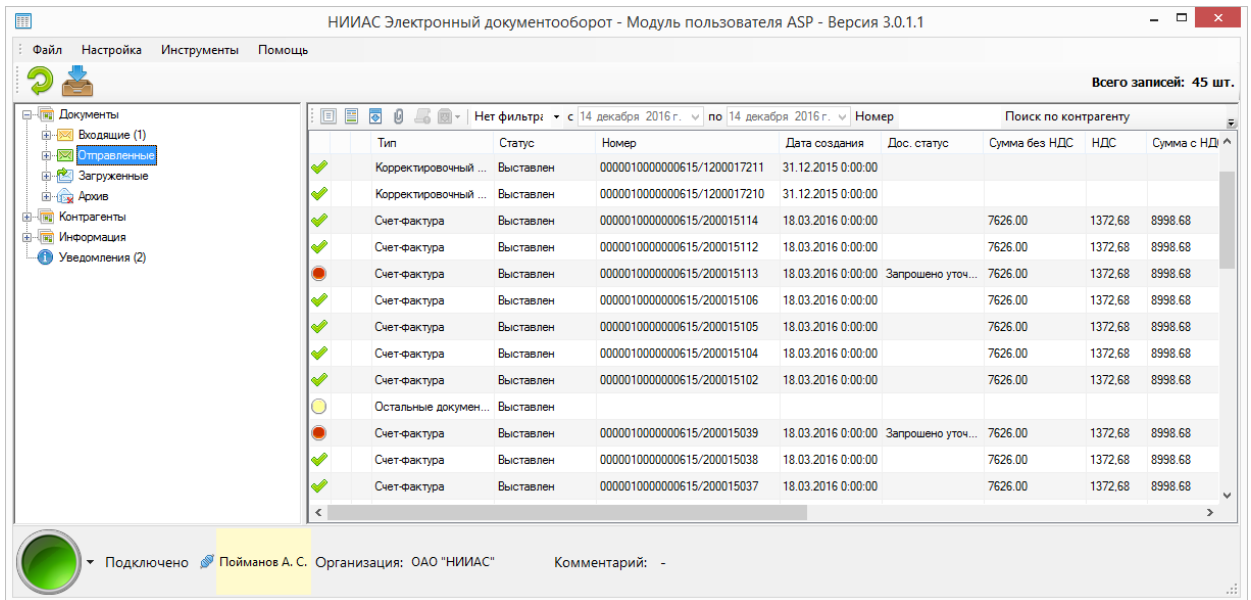 НИИАС Электронный документооборот - Модуль пользователя ASP - Версия 3.0.1.1
Файл Настройка Инструменты Помощь
Всего записей: 45 шт.
Документы
Входящие (1)
Отправленные
Загруженные
Архив
Контрагенты
Информация
Уведомления (2)
Нет фильтра с 14 декабря 2016 г. по 14 декабря 2016 г. Номер Поиск по контрагенту
Тип Статус Номер Дата создания Дос. статус Сумма без НДС НДС Сумма с НД
Корректировочный ... Выставлен 0000010000000615/1200017211 31.12.2015 0:00:00
Корректировочный ... Выставлен 0000010000000615/1200017210 31.12.2015 0:00:00
Счет-фактура Выставлен 0000010000000615/200015114 18.03.2016 0:00:00 7626.00 1372,68 8998.68
Счет-фактура Выставлен 0000010000000615/200015112 18.03.2016 0:00:00 7626.00 1372,68 8998.68
Счет-фактура Выставлен 0000010000000615/200015113 18.03.2016 0:00:00 Запрошено уточ... 7626.00 1372,68 8998.68
Счет-фактура Выставлен 0000010000000615/200015106 18.03.2016 0:00:00 7626.00 1372,68 8998.68
Счет-фактура Выставлен 0000010000000615/200015105 18.03.2016 0:00:00 7626.00 1372,68 8998.68
Счет-фактура Выставлен 0000010000000615/200015104 18.03.2016 0:00:00 7626.00 1372,68 8998.68
Счет-фактура Выставлен 0000010000000615/200015102 18.03.2016 0:00:00 7626.00 1372,68 8998.68
Остальные докумен... Выставлен
Счет-фактура Выставлен 0000010000000615/200015039 18.03.2016 0:00:00 Запрошено уточ... 7626.00 1372,68 8998.68
Счет-фактура Выставлен 0000010000000615/200015038 18.03.2016 0:00:00 7626.00 1372,68 8998.68
Счет-фактура Выставлен 0000010000000615/200015037 18.03.2016 0:00:00 7626.00 1372,68 8998.68
Подключено Пойманов А. С. Организация: ОАО "НИИАС" Комментарий: -